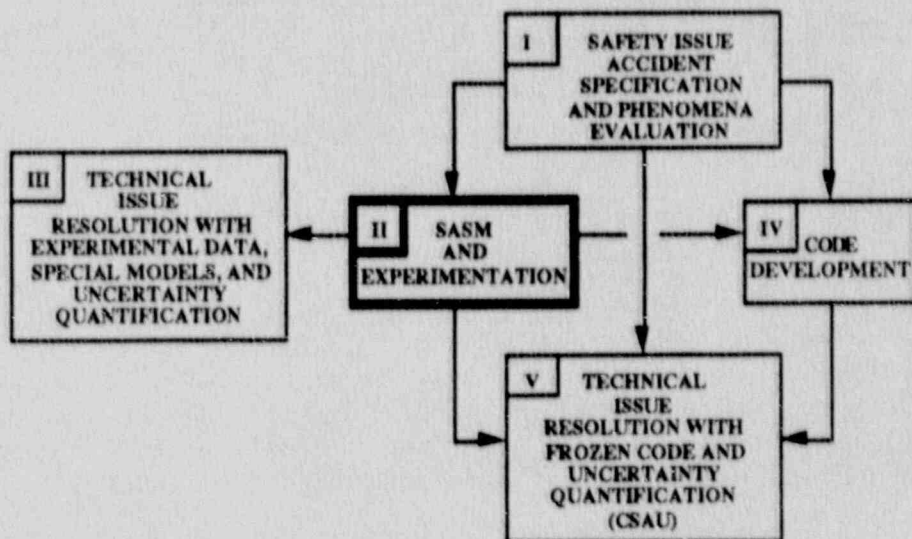 I
SAFETY ISSUE
ACCIDENT
SPECIFICATION
AND PHENOMENA
EVALUATION
III
TECHNICAL
ISSUE
RESOLUTION WITH
EXPERIMENTAL DATA,
SPECIAL MODELS, AND
UNCERTAINTY
QUANTIFICATION
II
SASM
AND
EXPERIMENTATION
IV
CODE
DEVELOPMENT
V
TECHNICAL
ISSUE
RESOLUTION WITH
FROZEN CODE AND
UNCERTAINTY
QUANTIFICATION
(CSAU)